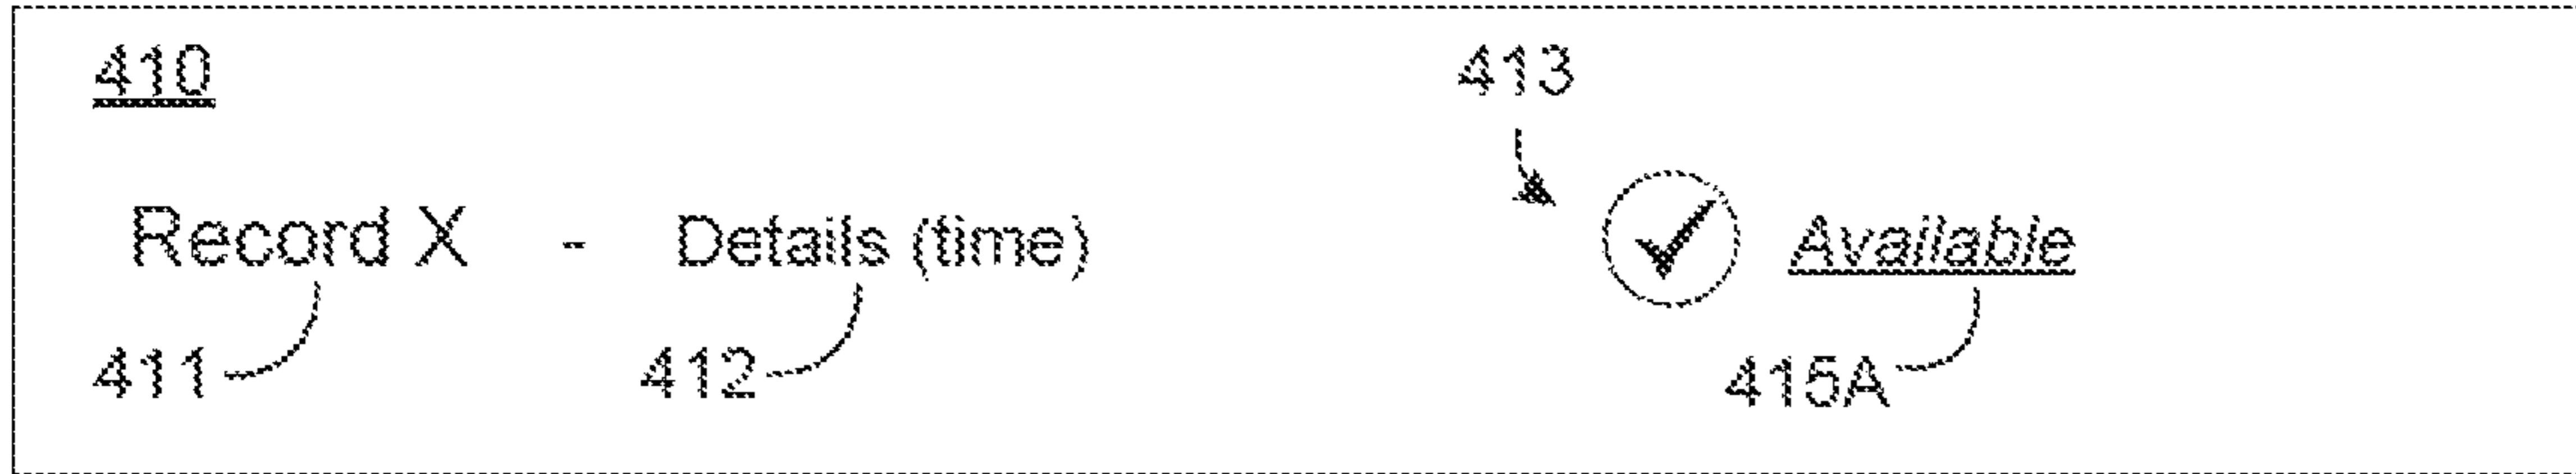 410 413
Record X - Details (time) ✓ Available
411 412 415A